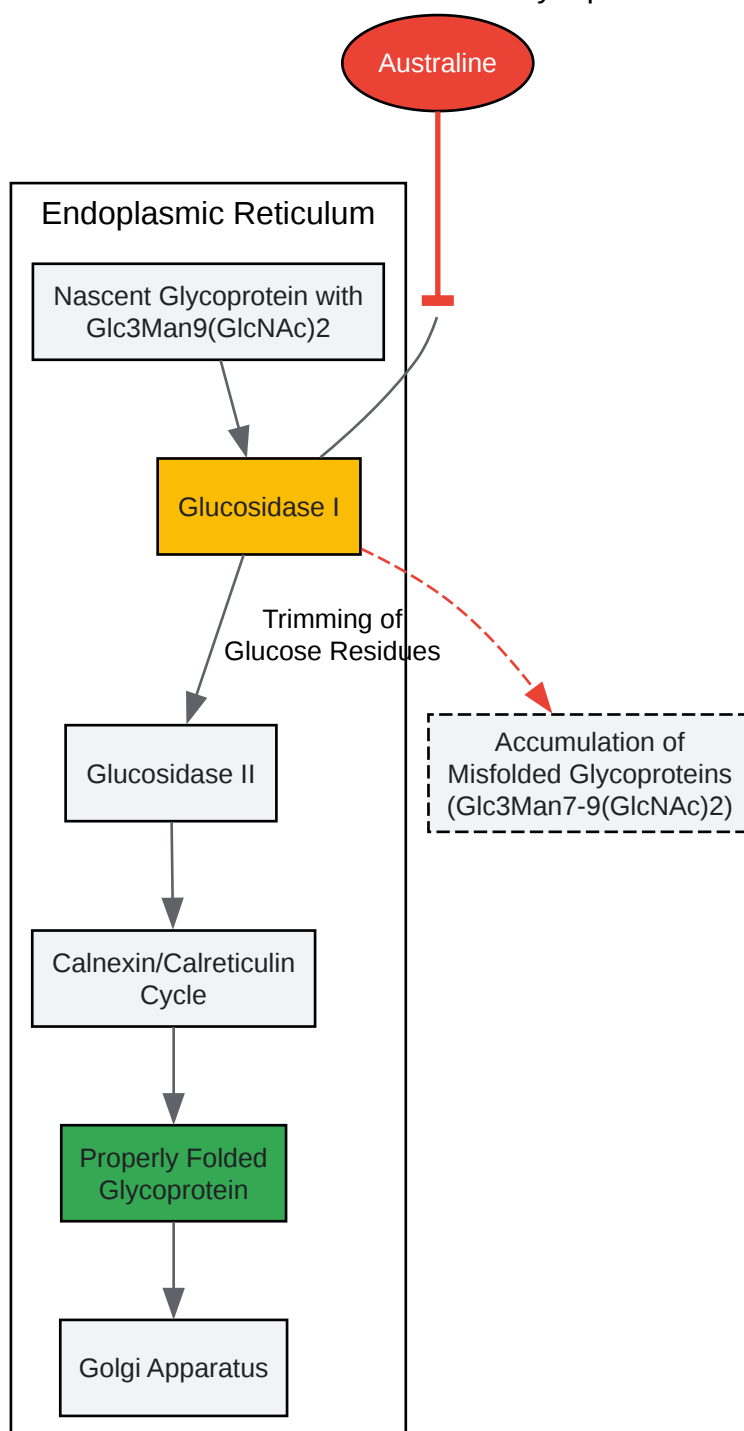 Australine
Endoplasmic Reticulum
Nascent Glycoprotein with
Glc3Man9(GlcNAc)2
Glucosidase I
Trimming of
Glucose Residues
Glucosidase II
Accumulation of
Misfolded Glycoproteins
(Glc3Man7-9(GlcNAc)2)
Calnexin/Calreticulin
Cycle
Properly Folded
Glycoprotein
Golgi Apparatus